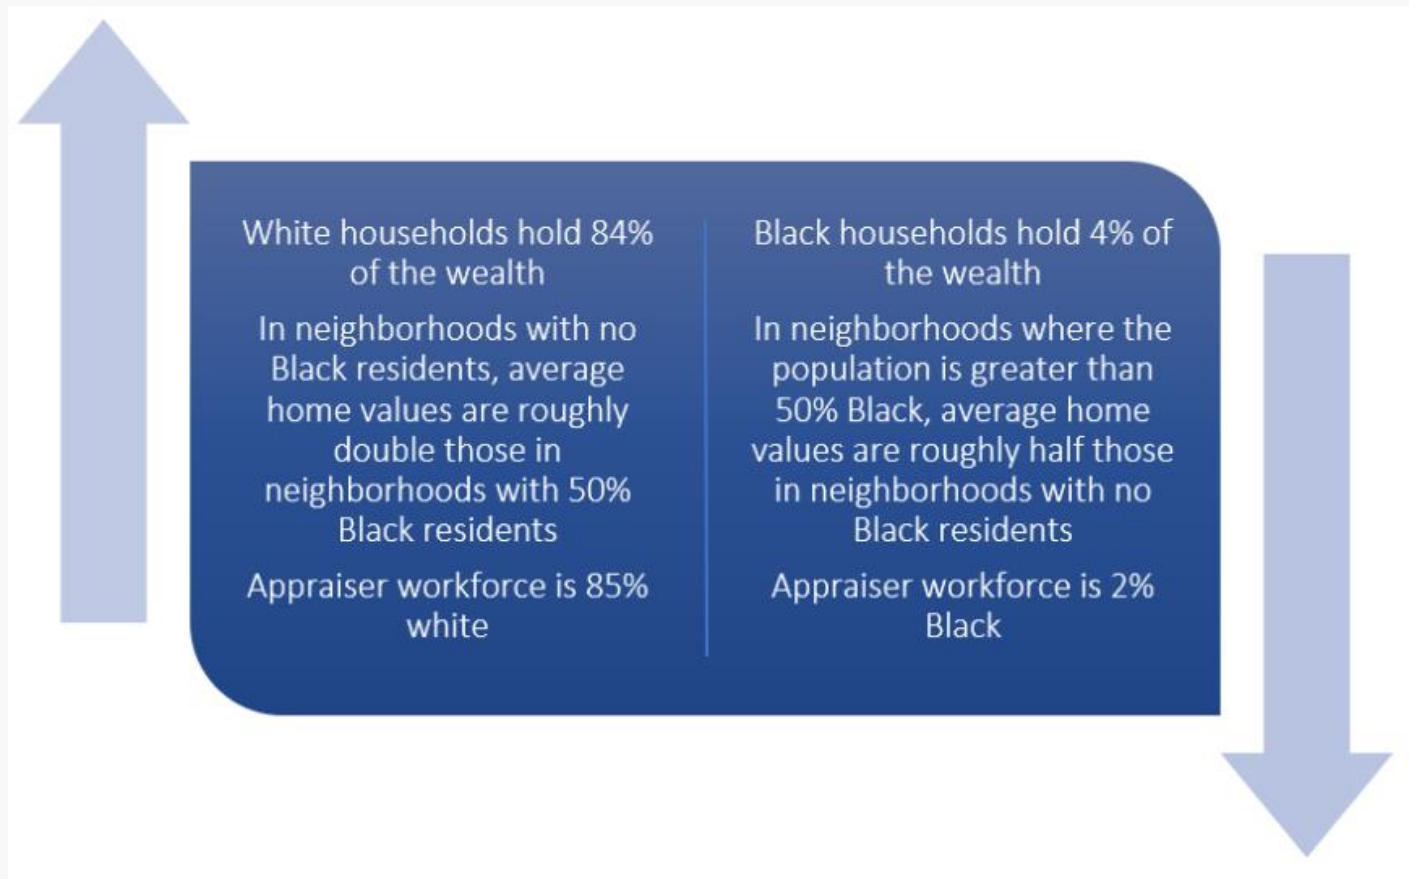 White households hold 84%
of the wealth
In neighborhoods with no
Black residents, average
home values are roughly
double those in
neighborhoods with 50%
Black residents
Appraiser workforce is 85%
white
Black households hold 4% of
the wealth
In neighborhoods where the
population is greater than
50% Black, average home
values are roughly half those
in neighborhoods with no
Black residents
Appraiser workforce is 2%
Black